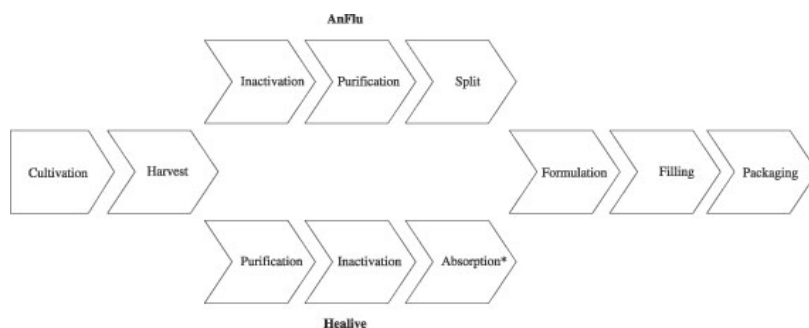 AnFlu
Inactivation
Purification
Split
Cultivation
Harvest
Formulation
Filling
Packaging
Purification
Inactivation
Absorption*
Healive